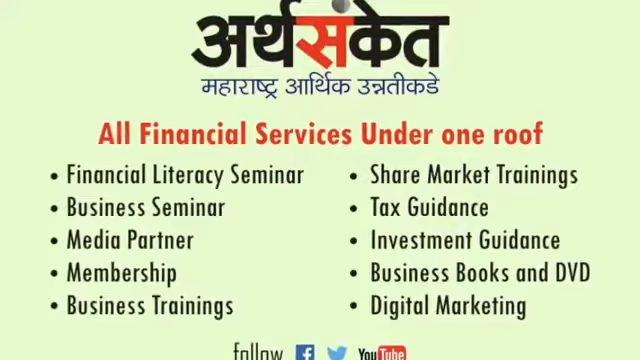 अर्थसंकेत
महाराष्ट्र आर्थिक उन्नतीकडे
All Financial Services Under one roof
• Financial Literacy Seminar
• Business Seminar
• Media Partner
• Membership
• Business Trainings
• Share Market Trainings
• Tax Guidance
• Investment Guidance
• Business Books and DVD
• Digital Marketing
follow
YouTube